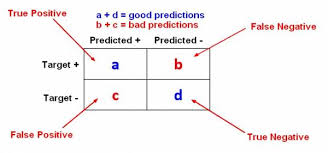 True Positive
a + d = good predictions
b + c = bad predictions
False Negative
Predicted + Predicted -
Target + a b
Target - c d
False Positive
True Negative